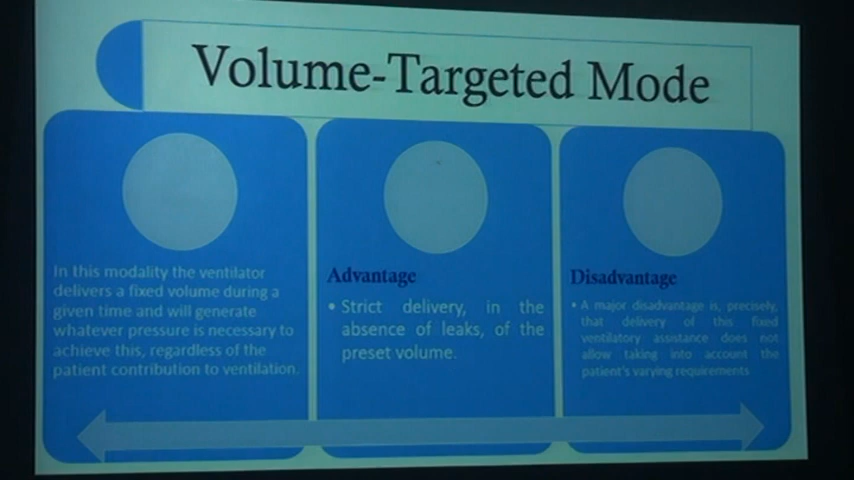 Volume-Targeted Mode
In this modality the ventilator
delivers a fixed volume during a
given time and will generate
whatever pressure is necessary to
achieve this, regardless of the
patient contribution to ventilation.
Advantage
• Strict delivery, in the
absence of leaks, of the
preset volume.
Disadvantage
• A major disadvantage is, precisely,
that delivery of this fixed
ventilatory assistance does not
allow taking into account the
patient's varying requirements